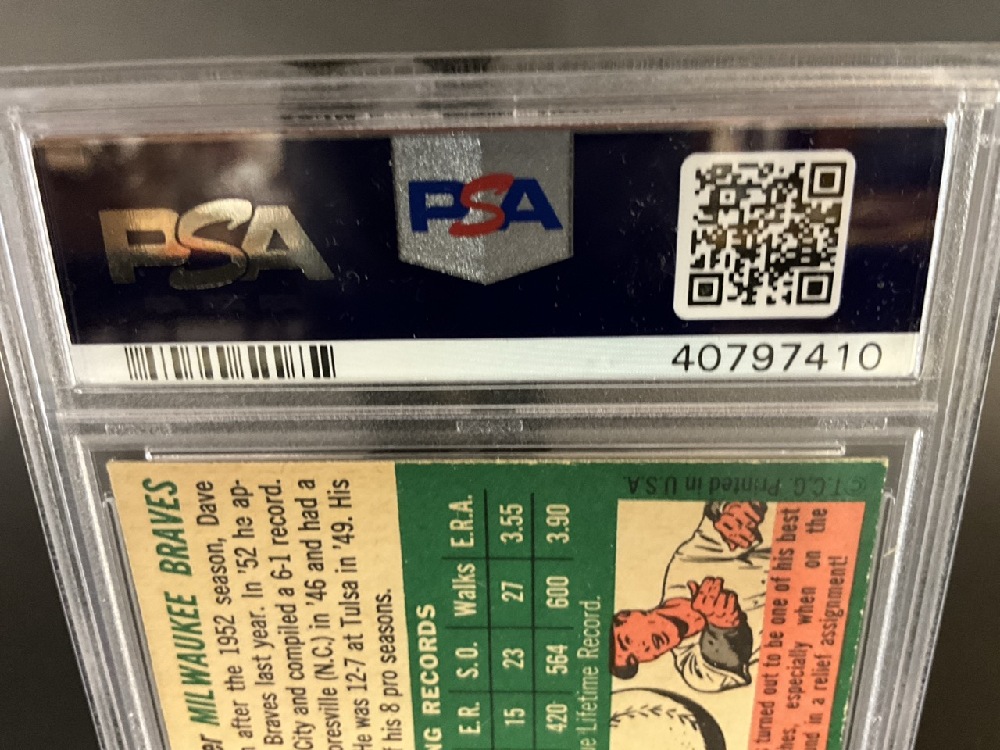 PSA
PSA
40797410
MILWAUKEE BRAVES
after the 1952 season, Dave
Braves last year. In '52 he ap-
City and compiled a 6-1 record.
(N.C.) in '46 and had a
He was 12-7 at Tulsa in '49. His
his 8 pro seasons.
RECORDS
E.R. S.O. Walks E.R.A.
15 23 27 3.55
420 564 600 3.90
Lifetime Record.
turned out to be one of his best
especially when on the
in a relief assignment!
©T.C.G. Printed in U.S.A.